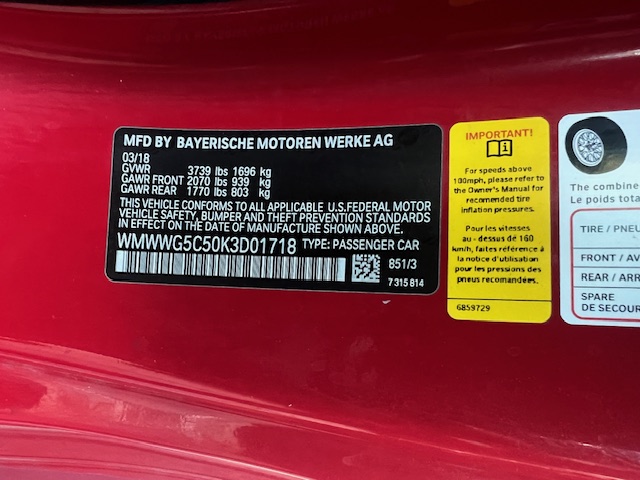 MFD BY BAYERISCHE MOTOREN WERKE AG
03/18
GVWR 3739 lbs 1696 kg
GAWR FRONT 2070 lbs 939 kg
GAWR REAR 1770 lbs 803 kg
THIS VEHICLE CONFORMS TO ALL APPLICABLE U.S.FEDERAL MOTOR
VEHICLE SAFETY, BUMPER AND THEFT PREVENTION STANDARDS
IN EFFECT ON THE DATE OF MANUFACTURE SHOWN ABOVE.
WMWWG5C50K3D01718 TYPE: PASSENGER CAR
851/3
7 315 814
IMPORTANT!
For speeds above
100mph, please refer to
the Owner's Manual for
recomended tire
inflation pressures.
Pour les vitesses
au - dessus de 160
km/h, faites référence à
la notice d'utilisation
pour les pressions des
pneus recomendées.
6859729
The combine
Le poids tota
TIRE / PNEU
FRONT / AV
REAR / ARR
SPARE
DE SECOUR